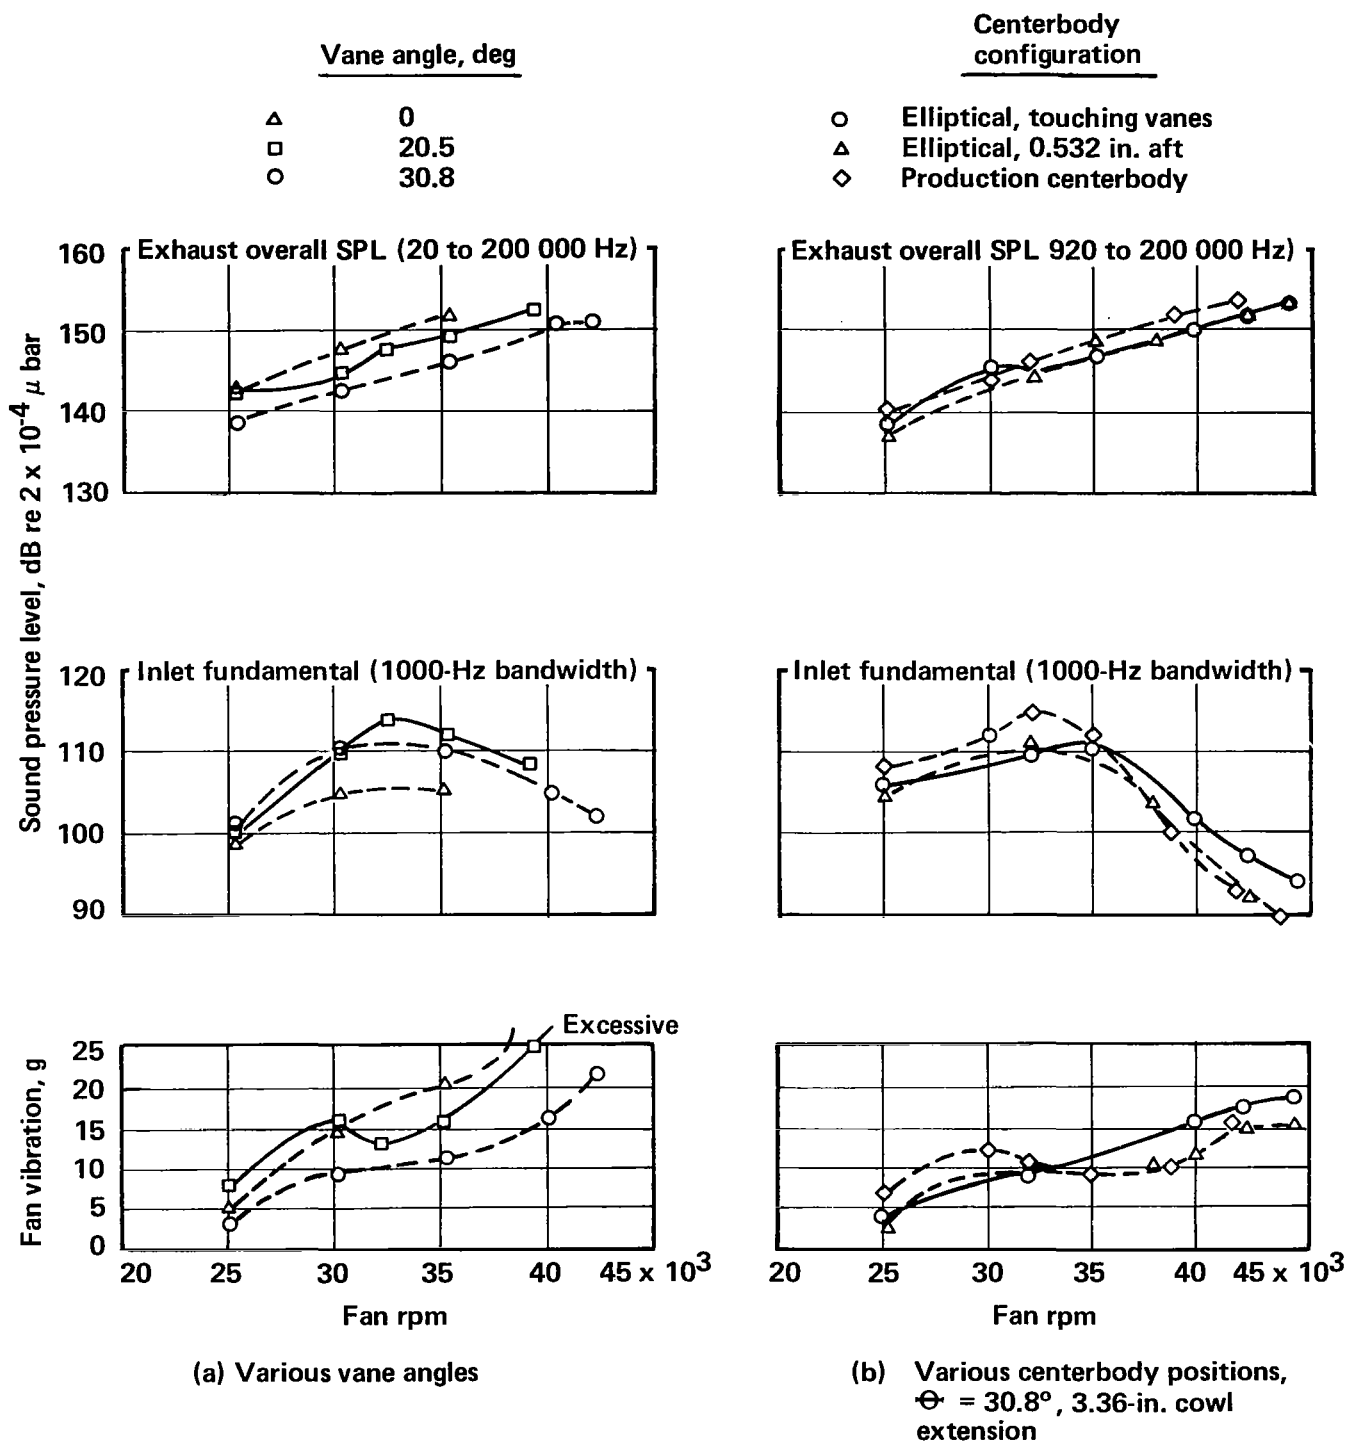 Vane angle, deg
0
20.5
30.8
Centerbody
configuration
Elliptical, touching vanes
Elliptical, 0.532 in. aft
Production centerbody
Sound pressure level, dB re 2 x 10⁻⁴ μ bar
160
150
140
130
Exhaust overall SPL (20 to 200 000 Hz)
Exhaust overall SPL 920 to 200 000 Hz)
120
110
100
90
Inlet fundamental (1000-Hz bandwidth)
Inlet fundamental (1000-Hz bandwidth)
Fan vibration, g
25
20
15
10
5
0
Excessive
20 25 30 35 40 45 x 10³
Fan rpm
20 25 30 35 40 45 x 10³
Fan rpm
(a) Various vane angles
(b) Various centerbody positions,
Θ = 30.8º, 3.36-in. cowl
extension